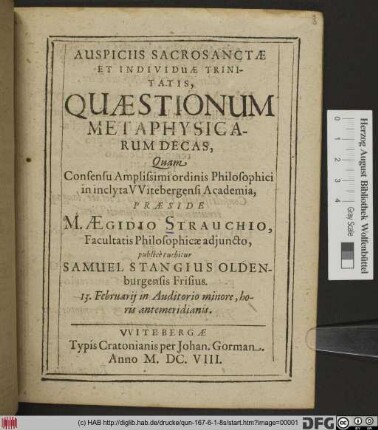 AUSPICIIS SACROSANCTÆ
ET INDIVIDUÆ TRINI-
TATIS,
QUÆSTIONUM
METAPHYSICA-
RUM DECAS,
Quam
Consensu Amplissimi ordinis Philosophici
in inclyta VVitebergensi Academia,
PRÆSIDE
M. ÆGIDIO STRAUCHIO,
Facultatis Philosophicæ adjuncto,
publicè tuebitur
SAMUEL STANGIUS OLDEN-
burgensis Frisius.
15. Februarij in Auditorio minore, ho-
ris antemeridianis.
VVITEBERGÆ
Typis Cratonianis per Johan. Gorman.
Anno M. DC. VIII.
Herzog August Bibliothek Wolfenbüttel
(c) HAB http://diglib.hab.de/drucke/qun-167-6-1-8s/start.htm?image=00001
DFG